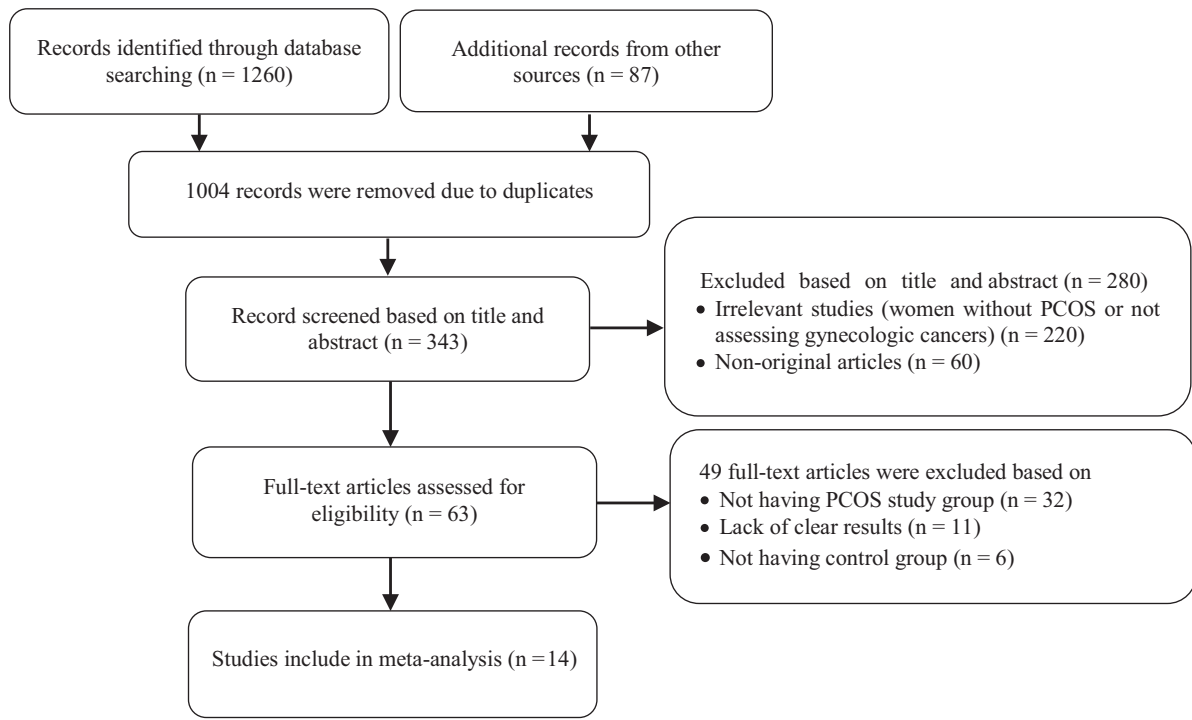 Records identified through database
searching (n = 1260)
Additional records from other
sources (n = 87)
1004 records were removed due to duplicates
Record screened based on title and
abstract (n = 343)
Excluded based on title and abstract (n = 280)
• Irrelevant studies (women without PCOS or not
assessing gynecologic cancers) (n = 220)
• Non-original articles (n = 60)
Full-text articles assessed for
eligibility (n = 63)
49 full-text articles were excluded based on
• Not having PCOS study group (n = 32)
• Lack of clear results (n = 11)
• Not having control group (n = 6)
Studies include in meta-analysis (n =14)